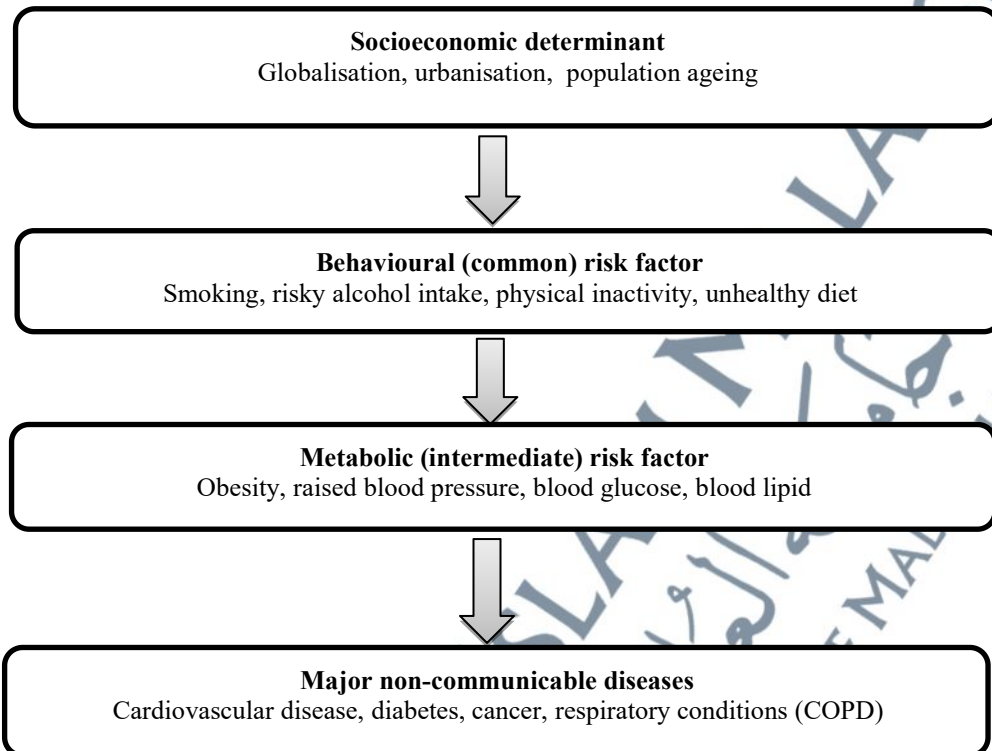 Socioeconomic determinant
Globalisation, urbanisation, population ageing
Behavioural (common) risk factor
Smoking, risky alcohol intake, physical inactivity, unhealthy diet
Metabolic (intermediate) risk factor
Obesity, raised blood pressure, blood glucose, blood lipid
Major non-communicable diseases
Cardiovascular disease, diabetes, cancer, respiratory conditions (COPD)